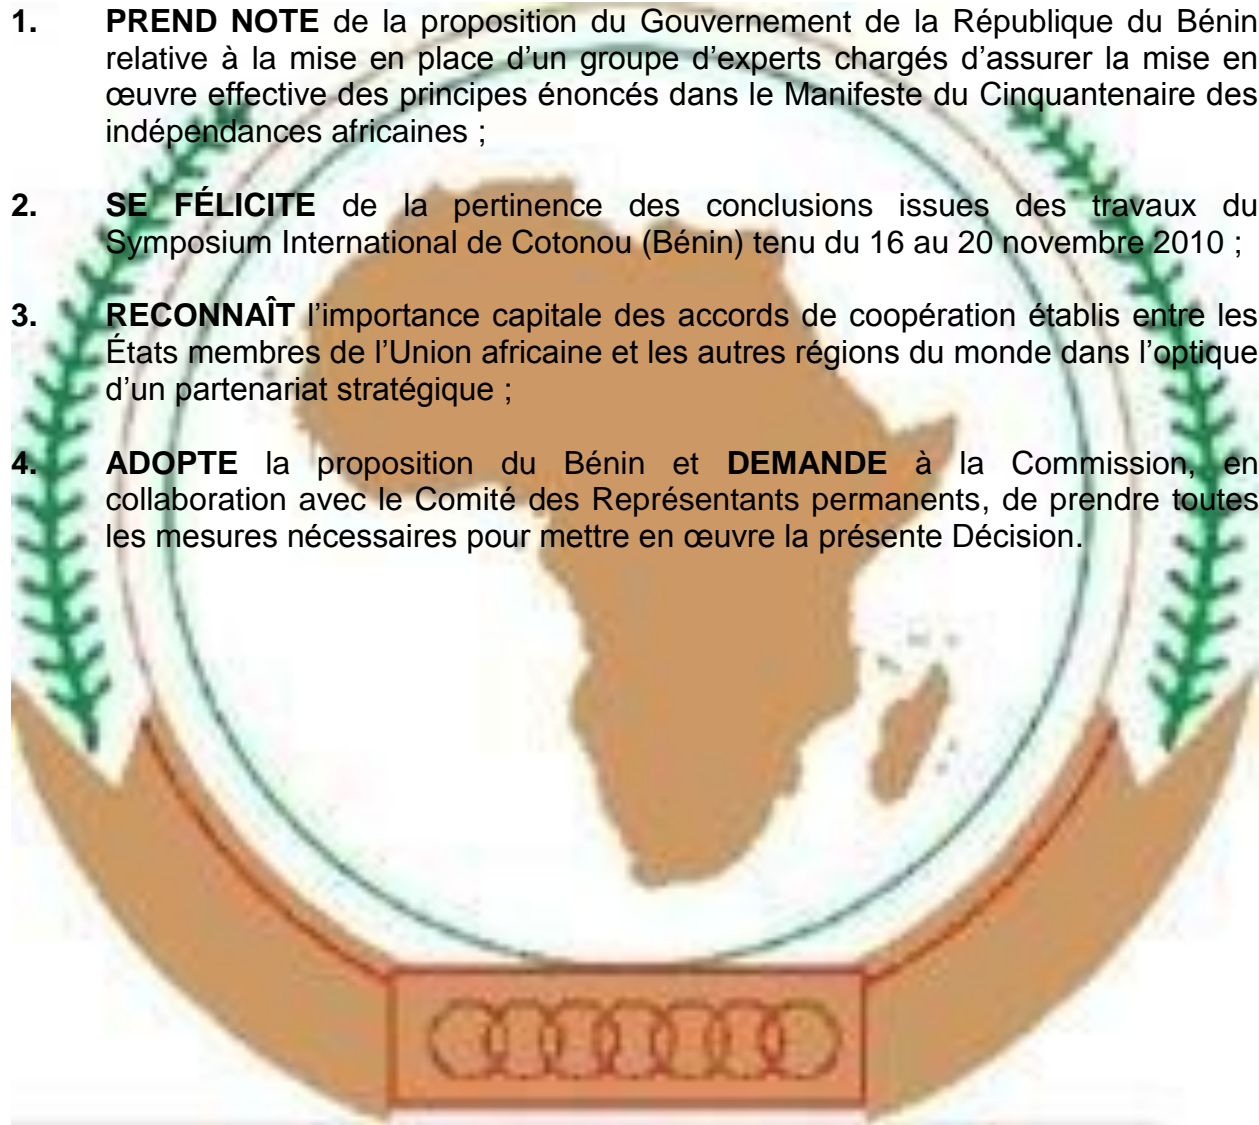 1. PREND NOTE de la proposition du Gouvernement de la République du Bénin
relative à la mise en place d’un groupe d’experts chargés d’assurer la mise en
œuvre effective des principes énoncés dans le Manifeste du Cinquantenaire des
indépendances africaines ;
2. SE FÉLICITE de la pertinence des conclusions issues des travaux du
Symposium International de Cotonou (Bénin) tenu du 16 au 20 novembre 2010 ;
3. RECONNAÎT l’importance capitale des accords de coopération établis entre les
États membres de l’Union africaine et les autres régions du monde dans l’optique
d’un partenariat stratégique ;
4. ADOPTE la proposition du Bénin et DEMANDE à la Commission, en
collaboration avec le Comité des Représentants permanents, de prendre toutes
les mesures nécessaires pour mettre en œuvre la présente Décision.